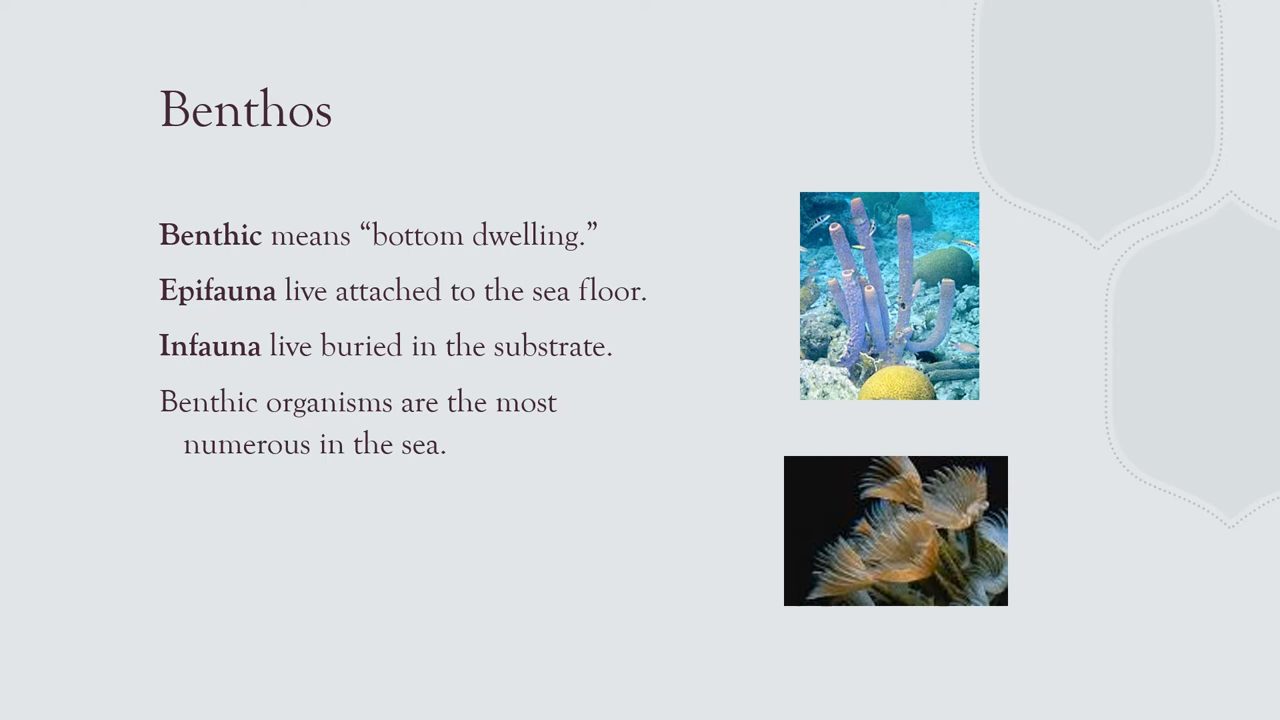 Benthos
Benthic means “bottom dwelling.”
Epifauna live attached to the sea floor.
Infauna live buried in the substrate.
Benthic organisms are the most
numerous in the sea.